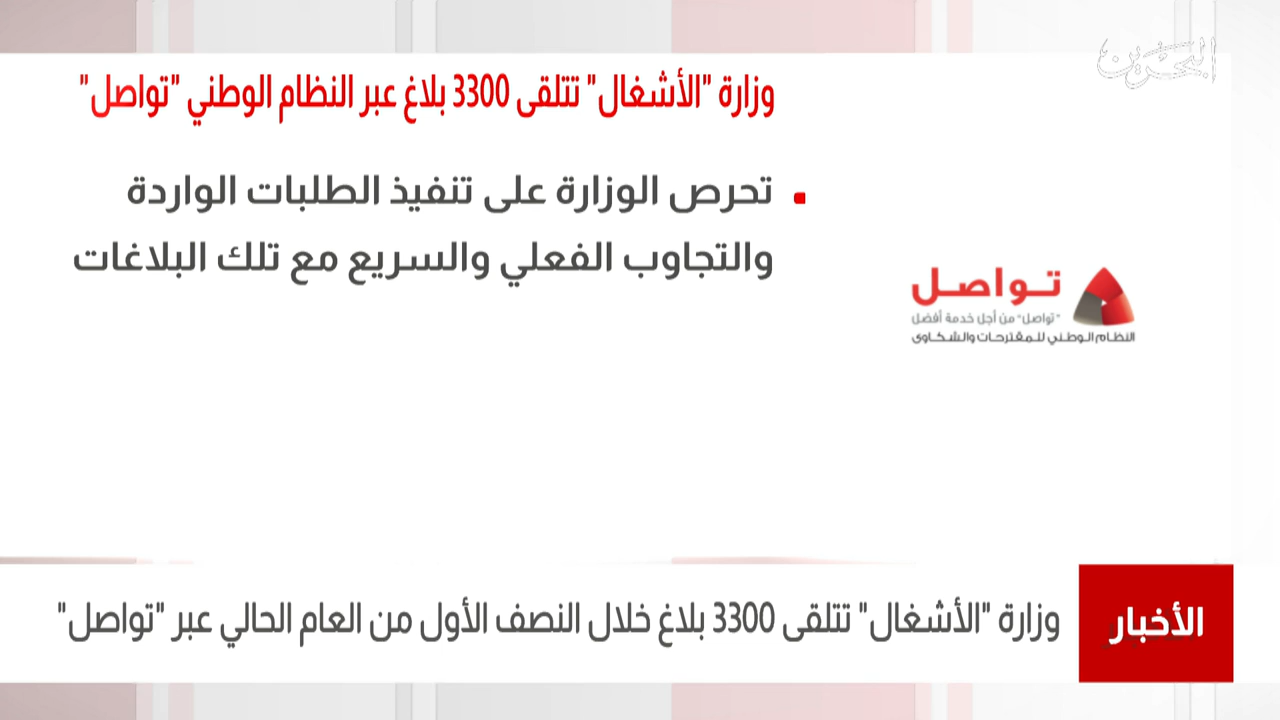 البحرين
وزارة "الأشغال" تتلقى 3300 بلاغ عبر النظام الوطني "تواصل"
تحرص الوزارة على تنفيذ الطلبات الواردة
والتجاوب الفعلي والسريع مع تلك البلاغات
تواصل
"تواصل" من أجل خدمة أفضل
النظام الوطني للمقترحات والشكاوى
الأخبار
وزارة "الأشغال" تتلقى 3300 بلاغ خلال النصف الأول من العام الحالي عبر "تواصل"